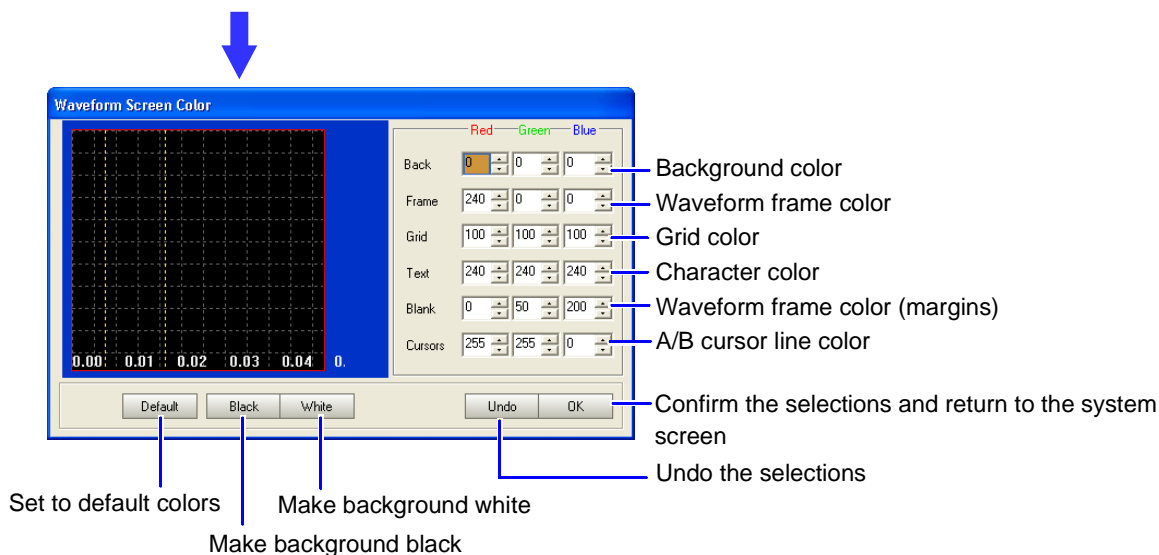 Waveform Screen Color
Red Green Blue
Back 0 0 0 Background color
Frame 240 0 0 Waveform frame color
Grid 100 100 100 Grid color
Text 240 240 240 Character color
Blank 0 50 200 Waveform frame color (margins)
Cursors 255 255 0 A/B cursor line color
0.00 0.01 0.02 0.03 0.04 0.
Default Black White Undo OK
Confirm the selections and return to the system
screen
Undo the selections
Set to default colors
Make background white
Make background black